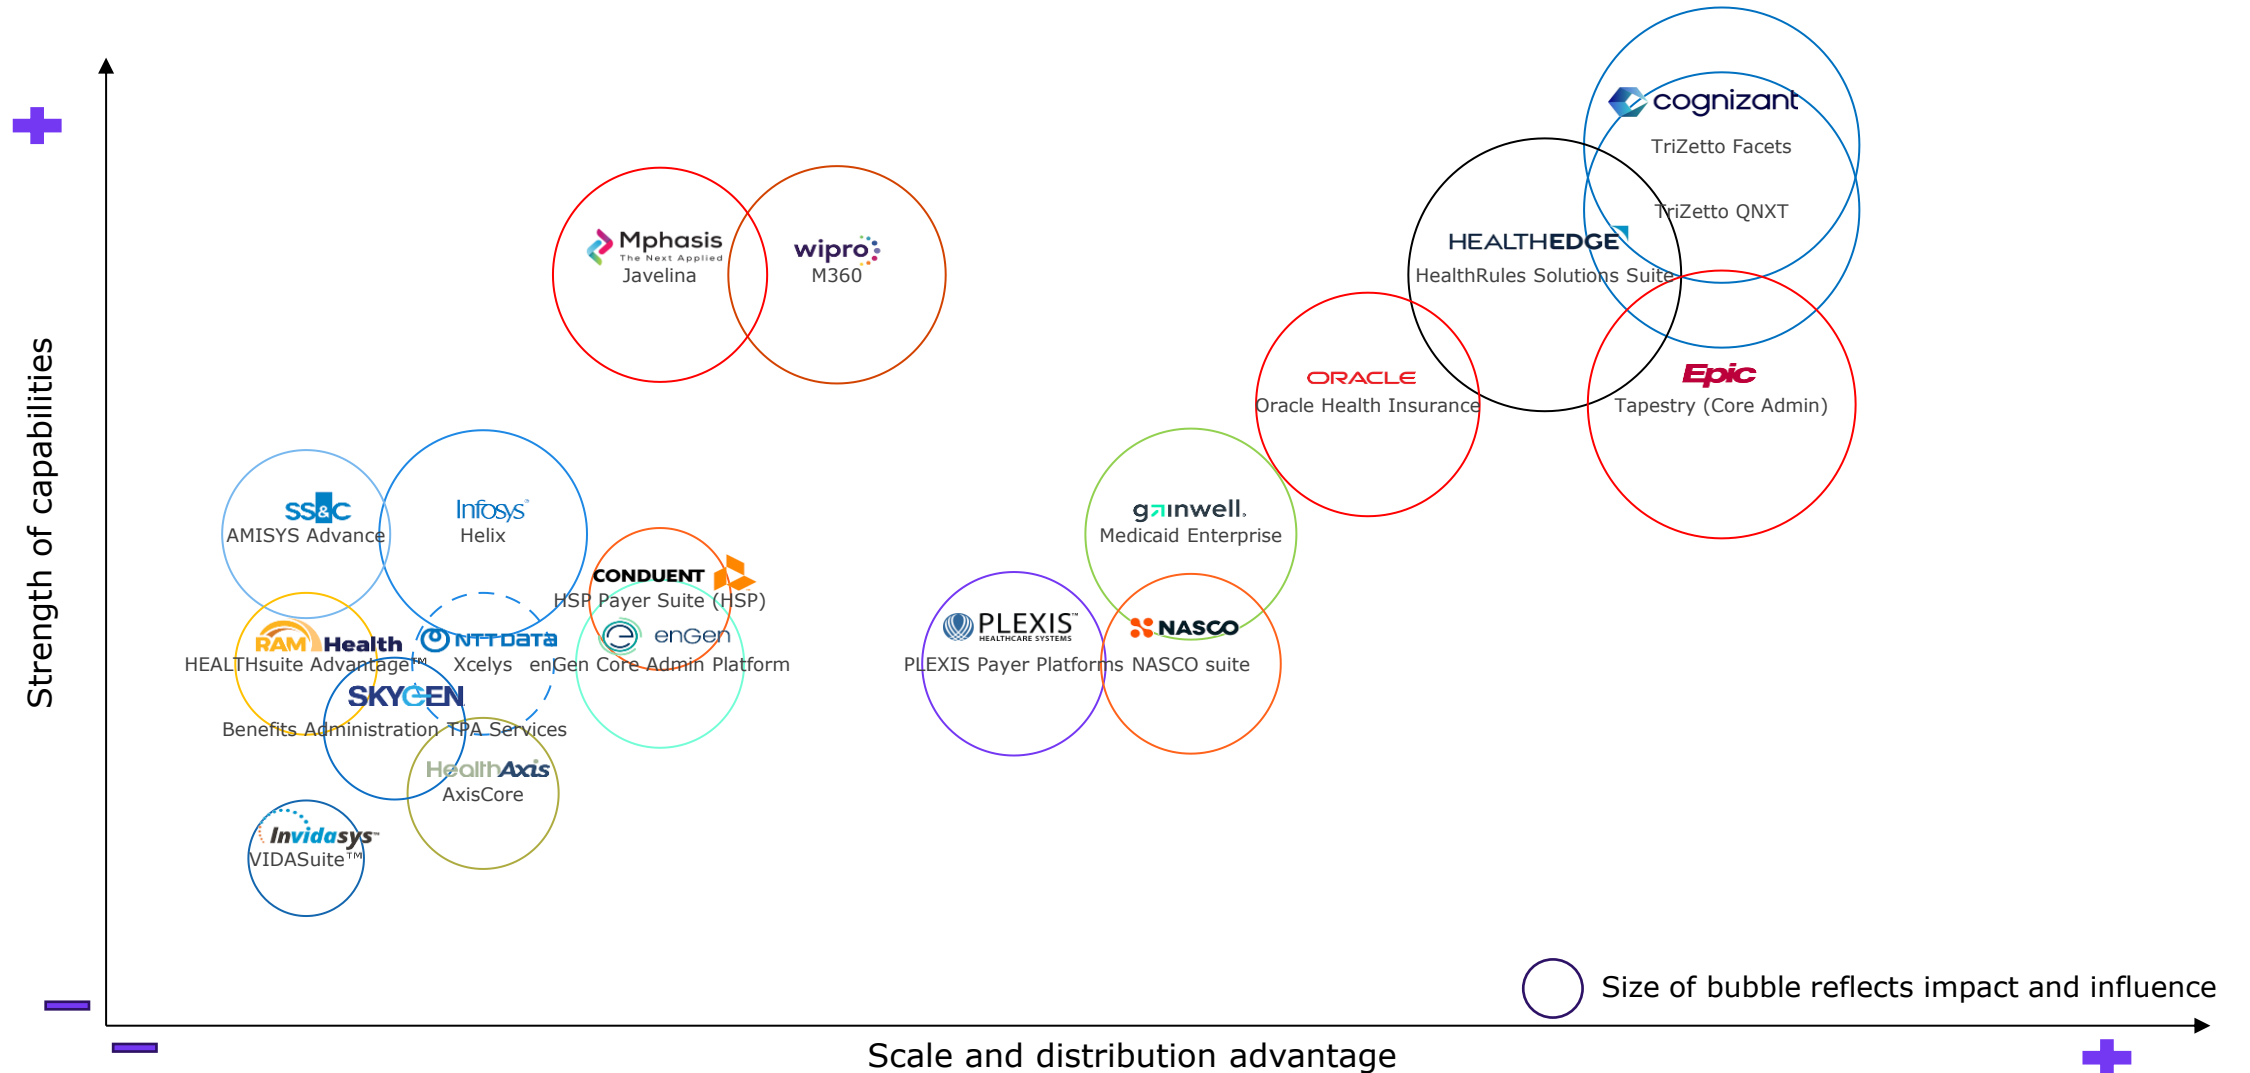 cognizant
TriZetto Facets
TriZetto QNXT
Mphasis
The Next Applied
Javelina
wipro
M360
HEALTHEDGE
HealthRules Solutions Suite
ORACLE
Oracle Health Insurance
Epic
Tapestry (Core Admin)
SS&C
AMISYS Advance
Infosys
Helix
gainwell
Medicaid Enterprise
CONDUENT
HSP Payer Suite (HSP)
RAM Health
HEALTHsuite Advantage™
NTT DATA
Xcelys
enGen
enGen Core Admin Platform
PLEXIS™
HEALTHCARE SYSTEMS
PLEXIS Payer Platforms
NASCO
NASCO suite
SKYGEN
Benefits Administration TPA Services
HealthAxis
AxisCore
Invidasys™
VIDASuite™
Strength of capabilities
Size of bubble reflects impact and influence
Scale and distribution advantage